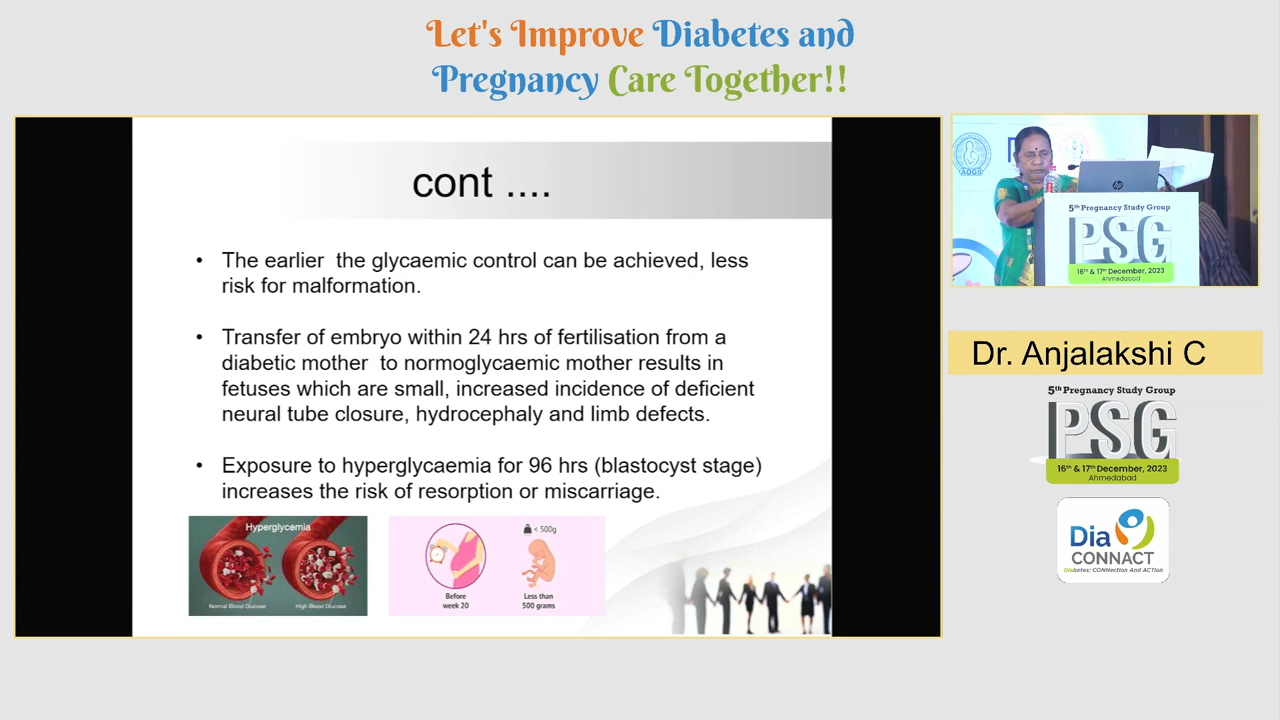 Let's Improve Diabetes and
Pregnancy Care Together!!
cont ....
• The earlier the glycaemic control can be achieved, less
risk for malformation.
• Transfer of embryo within 24 hrs of fertilisation from a
diabetic mother to normoglycaemic mother results in
fetuses which are small, increased incidence of deficient
neural tube closure, hydrocephaly and limb defects.
• Exposure to hyperglycaemia for 96 hrs (blastocyst stage)
increases the risk of resorption or miscarriage.
Hyperglycemia
Normal Blood Glucose
High Blood Glucose
Before
week 20
< 500g
Less than
500 grams
AOGS
hp
5th Pregnancy Study Group
PSG
16th & 17th December, 2023
Ahmedabad
Dr. Anjalakshi C
5th Pregnancy Study Group
PSG
16th & 17th December, 2023
Ahmedabad
Dia
CONNACT
Diabetes: CONNection And ACTion